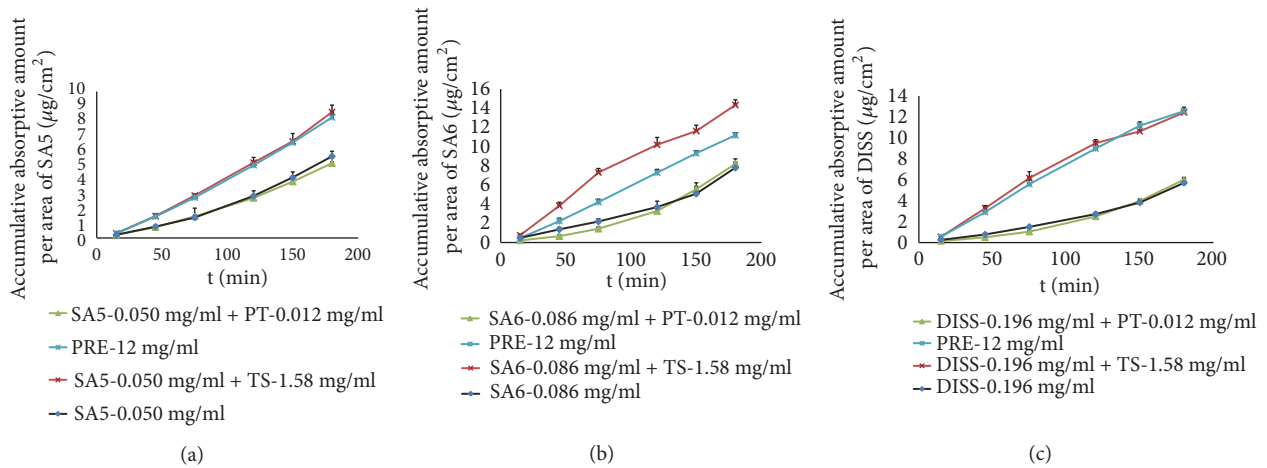 Accumulative absorptive amount
per area of SA5 (μg/cm²)
10
9
8
7
6
5
4
3
2
1
0
0 50 100 150 200
t (min)
SA5-0.050 mg/ml + PT-0.012 mg/ml
PRE-12 mg/ml
SA5-0.050 mg/ml + TS-1.58 mg/ml
SA5-0.050 mg/ml
(a)
Accumulative absorptive amount
per area of SA6 (μg/cm²)
16
14
12
10
8
6
4
2
0
0 50 100 150 200
t (min)
SA6-0.086 mg/ml + PT-0.012 mg/ml
PRE-12 mg/ml
SA6-0.086 mg/ml + TS-1.58 mg/ml
SA6-0.086 mg/ml
(b)
Accumulative absorptive amount
per area of DISS (μg/cm²)
14
12
10
8
6
4
2
0
0 50 100 150 200
t (min)
DISS-0.196 mg/ml + PT-0.012 mg/ml
PRE-12 mg/ml
DISS-0.196 mg/ml + TS-1.58 mg/ml
DISS-0.196 mg/ml
(c)